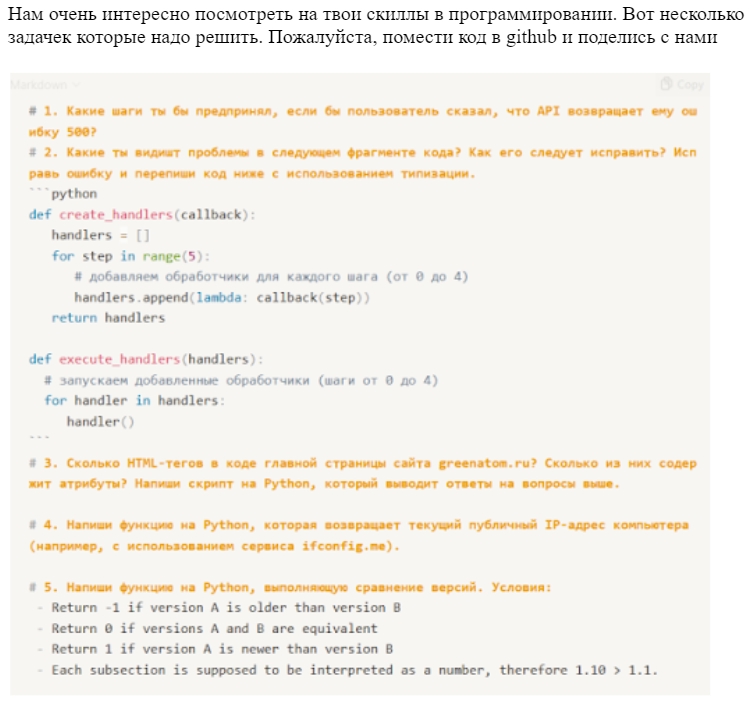 Нам очень интересно посмотреть на твои скиллы в программировании. Вот несколько
задачек которые надо решить. Пожалуйста, помести код в github и поделись с нами
Markdown
Copy
# 1. Какие шаги ты бы предпринял, если бы пользователь сказал, что API возвращает ему ош
ибку 500?
# 2. Какие ты видишт проблемы в следующем фрагменте кода? Как его следует исправить? Исп
равь ошибку и перепиши код ниже с использованием типизации.
```python
def create_handlers(callback):
handlers = []
for step in range(5):
# добавляем обработчики для каждого шага (от 0 до 4)
handlers.append(lambda: callback(step))
return handlers
def execute_handlers(handlers):
# запускаем добавленные обработчики (шаги от 0 до 4)
for handler in handlers:
handler()
```
# 3. Сколько HTML-тегов в коде главной страницы сайта greenatom.ru? Сколько из них содер
жит атрибуты? Напиши скрипт на Python, который выводит ответы на вопросы выше.
# 4. Напиши функцию на Python, которая возвращает текущий публичный IP-адрес компьютера
(например, с использованием сервиса ifconfig.me).
# 5. Напиши функцию на Python, выполняющую сравнение версий. Условия:
- Return -1 if version A is older than version B
- Return 0 if versions A and B are equivalent
- Return 1 if version A is newer than version B
- Each subsection is supposed to be interpreted as a number, therefore 1.10 > 1.1.